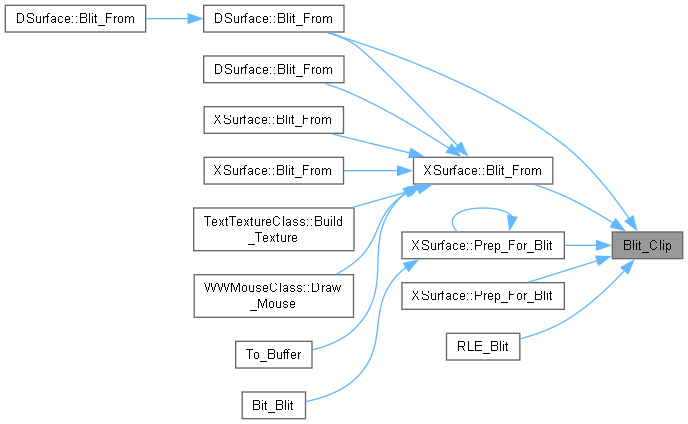 DSurface::Blit_From
DSurface::Blit_From
DSurface::Blit_From
XSurface::Blit_From
XSurface::Blit_From
XSurface::Blit_From
TextTextureClass::Build
_Texture
XSurface::Prep_For_Blit
Blit_Clip
WWMouseClass::Draw
_Mouse
XSurface::Prep_For_Blit
To_Buffer
RLE_Blit
Bit_Blit